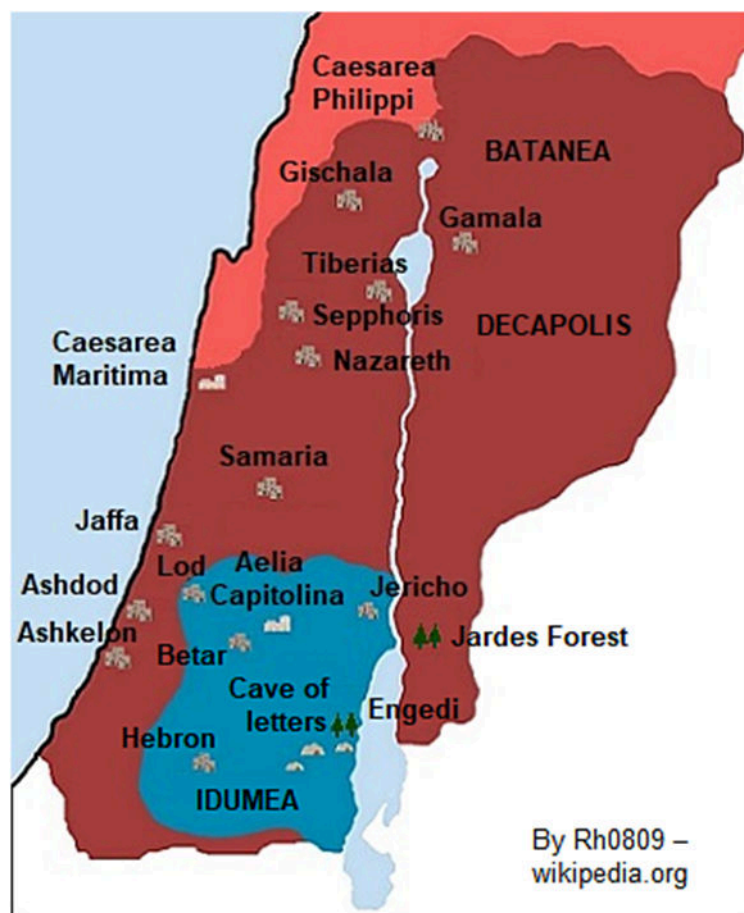 Caesarea
Philippi
BATANEA
Gischala
Gamala
Tiberias
Sepphoris
DECAPOLIS
Caesarea
Maritima
Nazareth
Samaria
Jaffa
Lod
Aelia
Capitolina
Jericho
Ashdod
Ashkelon
Betar
Jardes Forest
Cave of
letters
Engedi
Hebron
IDUMEA
By Rh0809 –
wikipedia.org